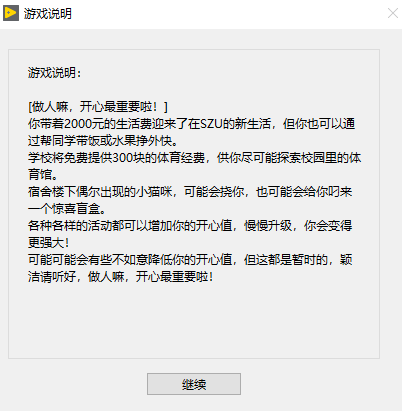 游戏说明
游戏说明：
[做人嘛，开心最重要啦！]
你带着2000元的生活费迎来了在SZU的新生活，但你也可以通
过帮同学带饭或水果挣外快。
学校将免费提供300块的体育经费，供你尽可能探索校园里的体
育馆。
宿舍楼下偶尔出现的小猫咪，可能会挠你，也可能会给你叼来
一个惊喜盲盒。
各种各样的活动都可以增加你的开心值，慢慢升级，你会变得
更强大！
可能可能会有些不如意降低你的开心值，但这都是暂时的，颖
洁请听好，做人嘛，开心最重要啦！
继续